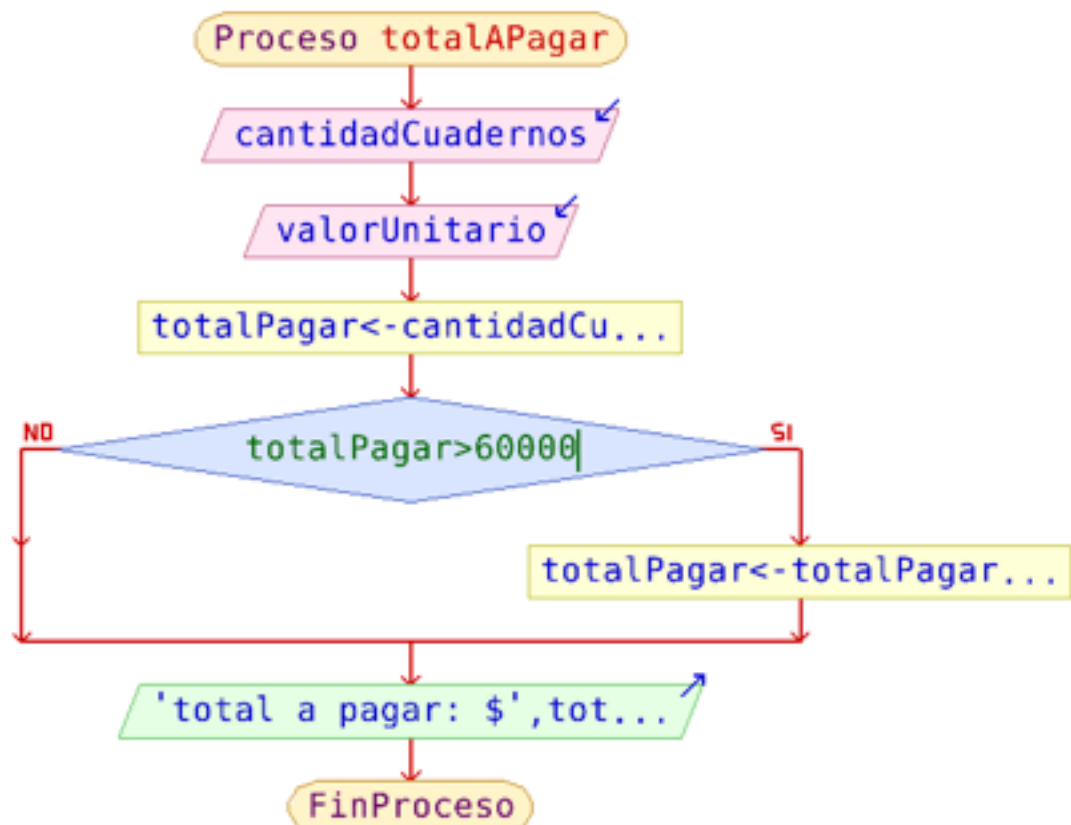 Proceso totalAPagar
cantidadCuadernos
valorUnitario
totalPagar<-cantidadCu...
totalPagar>60000
NO
SI
totalPagar<-totalPagar...
'total a pagar: $',tot...
FinProceso